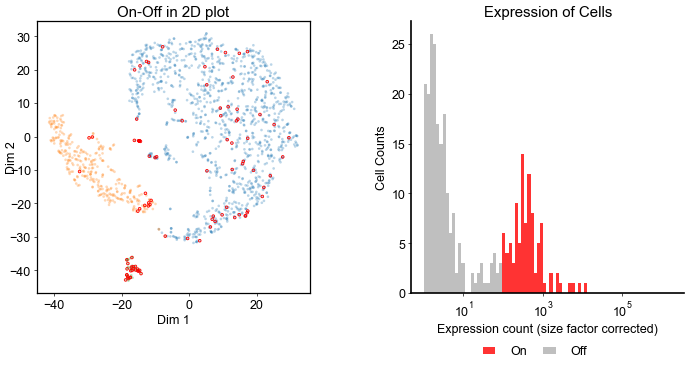 On-Off in 2D plot
Dim 2
30
20
10
0
−10
−20
−30
−40
−40
−20
0
20
Dim 1
Expression of Cells
Cell Counts
25
20
15
10
5
0
10^1
10^3
10^5
Expression count (size factor corrected)
On
Off